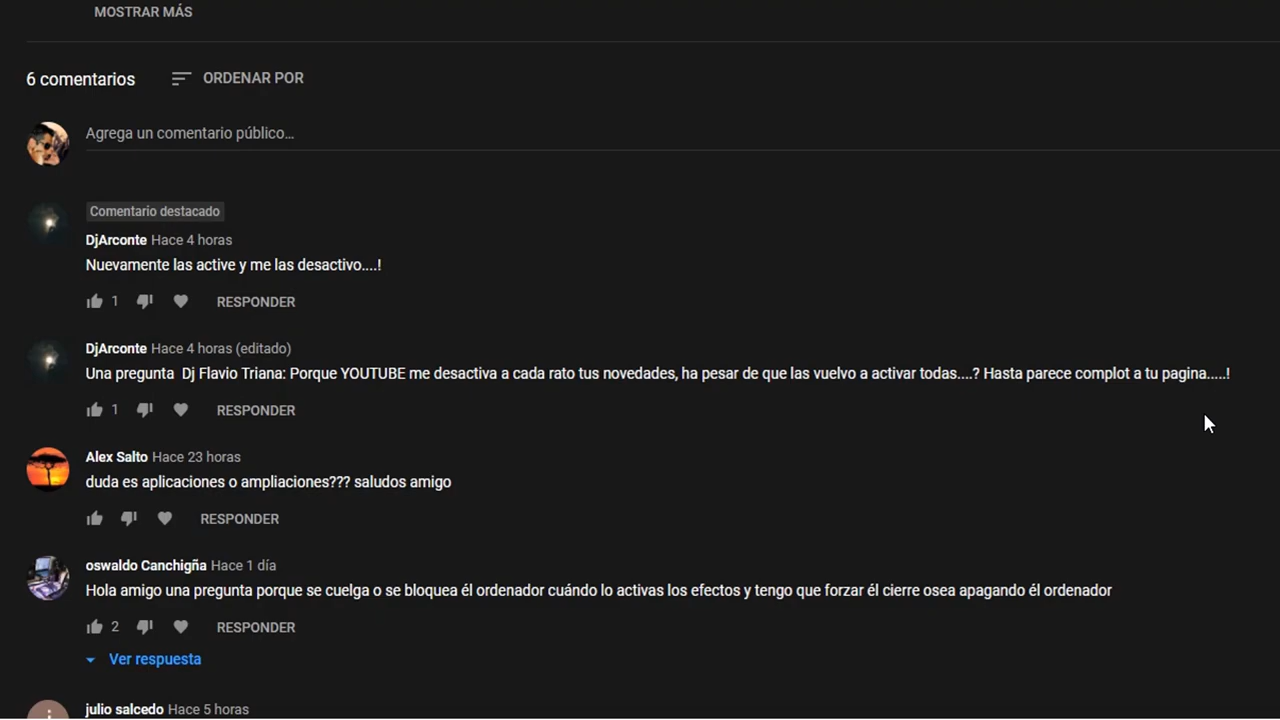 MOSTRAR MÁS
6 comentarios ORDENAR POR
Agrega un comentario público...
Comentario destacado
DjArconte Hace 4 horas
Nuevamente las active y me las desactivo....!
1 RESPONDER
DjArconte Hace 4 horas (editado)
Una pregunta Dj Flavio Triana: Porque YOUTUBE me desactiva a cada rato tus novedades, ha pesar de que las vuelvo a activar todas....? Hasta parece complot a tu pagina.....!
1 RESPONDER
Alex Salto Hace 23 horas
duda es aplicaciones o ampliaciones??? saludos amigo
RESPONDER
oswaldo Canchigña Hace 1 día
Hola amigo una pregunta porque se cuelga o se bloquea él ordenador cuándo lo activas los efectos y tengo que forzar él cierre osea apagando él ordenador
2 RESPONDER
Ver respuesta
julio salcedo Hace 5 horas